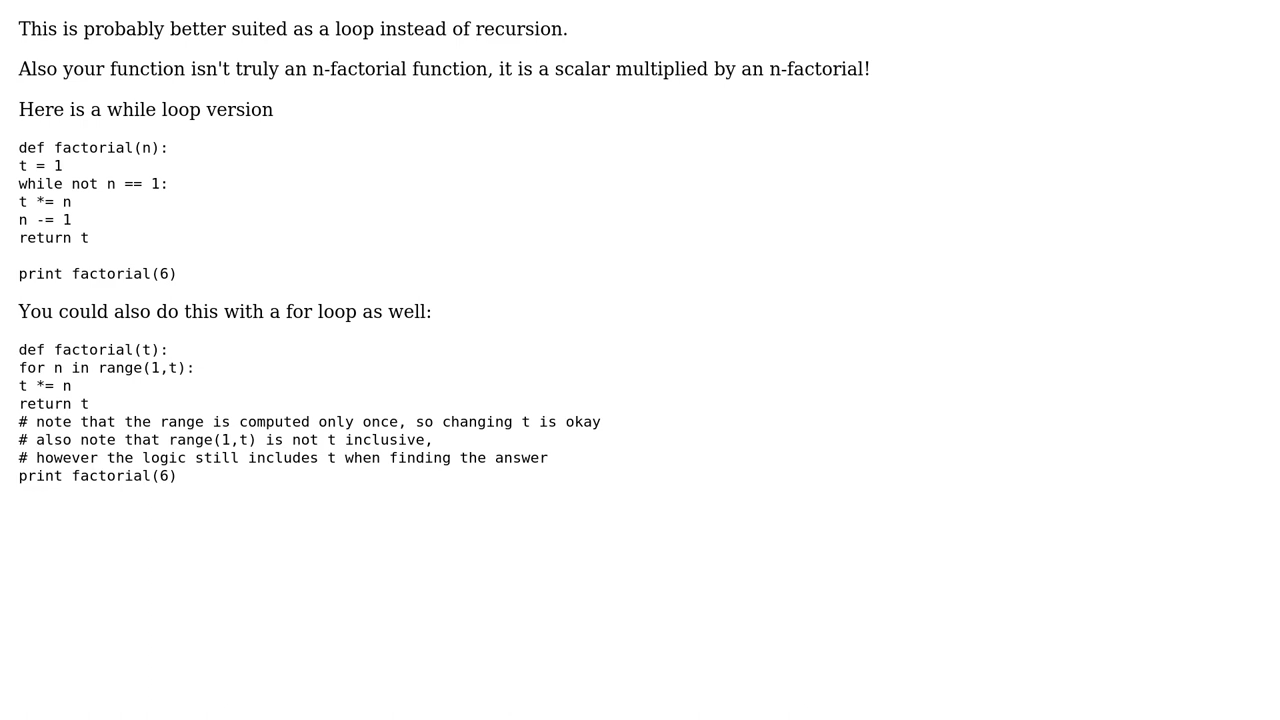 This is probably better suited as a loop instead of recursion.
Also your function isn't truly an n-factorial function, it is a scalar multiplied by an n-factorial!
Here is a while loop version
def factorial(n):
t = 1
while not n == 1:
t *= n
n -= 1
return t
print factorial(6)
You could also do this with a for loop as well:
def factorial(t):
for n in range(1,t):
t *= n
return t
# note that the range is computed only once, so changing t is okay
# also note that range(1,t) is not t inclusive,
# however the logic still includes t when finding the answer
print factorial(6)